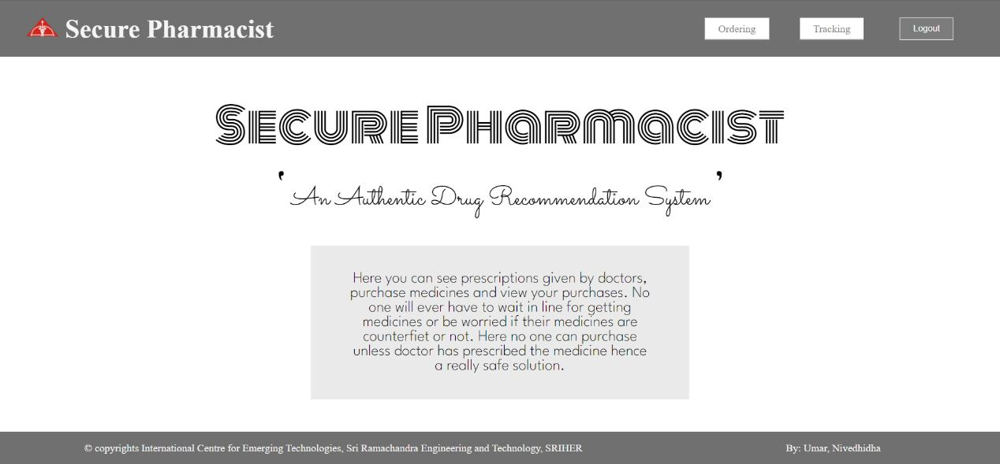 Secure Pharmacist
Ordering
Tracking
Logout
Secure Pharmacist
' An Authentic Drug Recommendation System '
Here you can see prescriptions given by doctors,
purchase medicines and view your purchases. No
one will ever have to wait in line for getting
medicines or be worried if their medicines are
counterfiet or not. Here no one can purchase
unless doctor has prescribed the medicine hence
a really safe solution.
© copyrights International Centre for Emerging Technologies, Sri Ramachandra Engineering and Technology, SRIHER
By: Umar, Nivedhidha